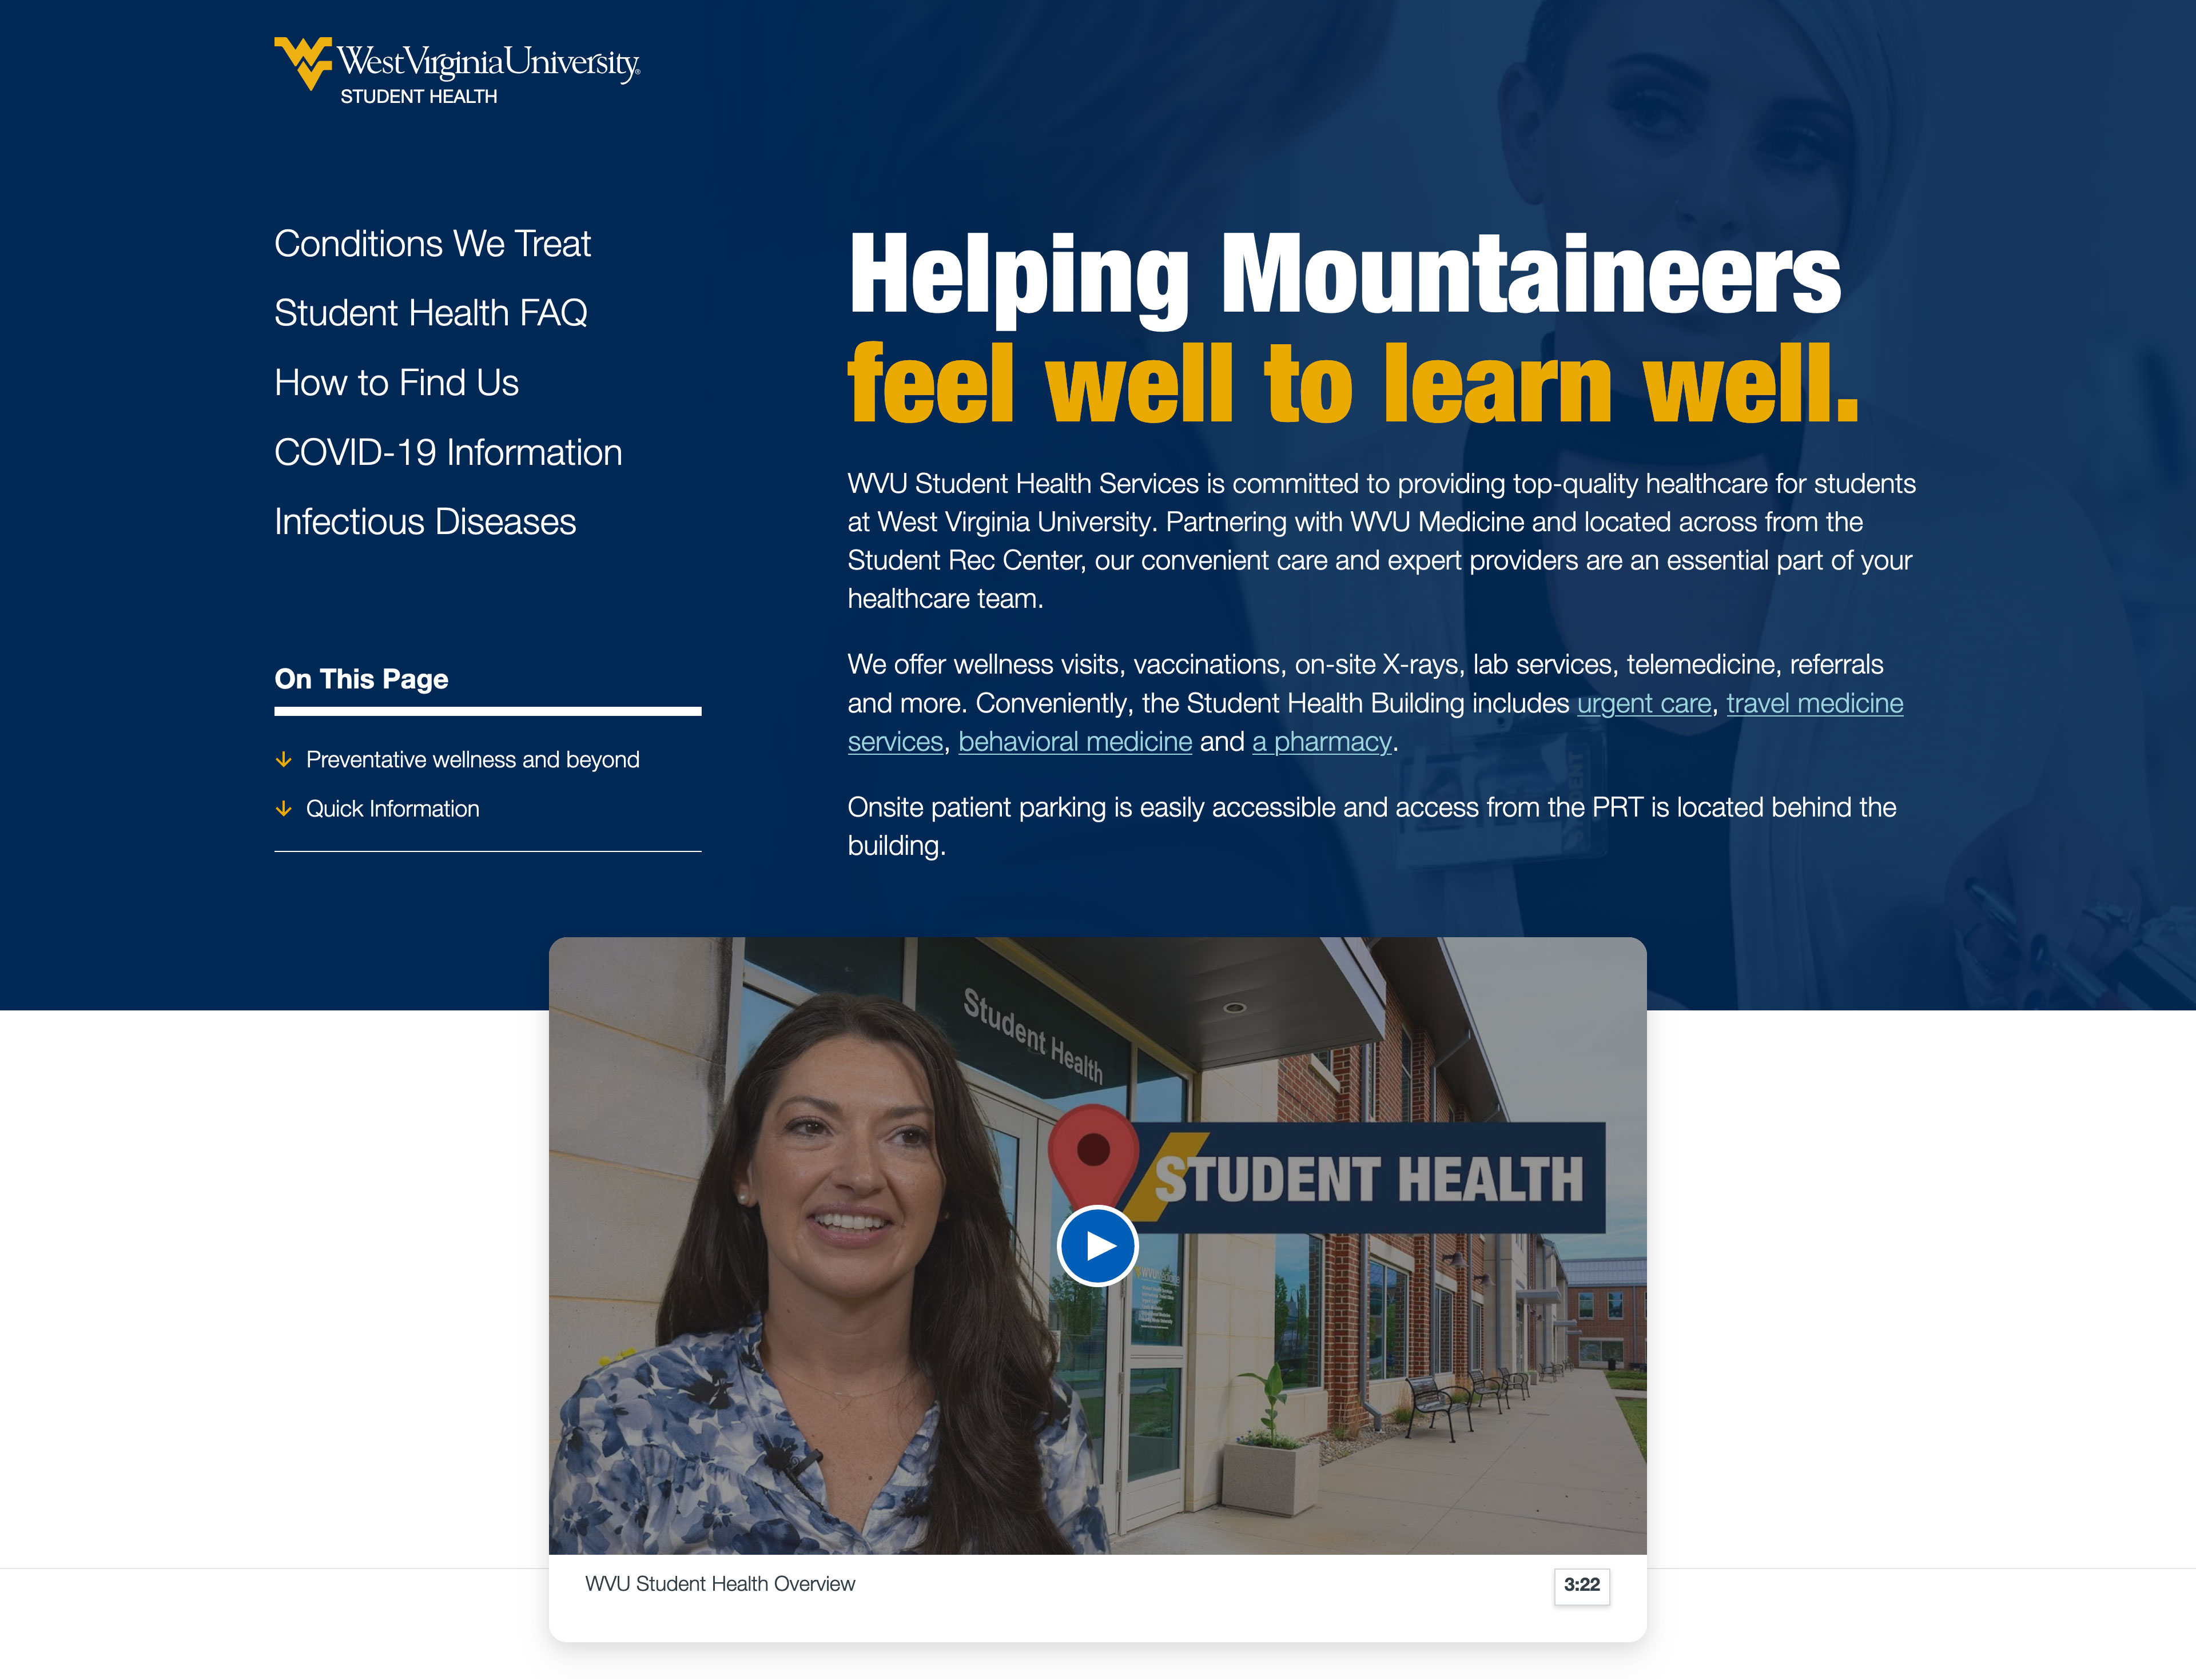 WestVirginiaUniversity®
STUDENT HEALTH
Conditions We Treat
Student Health FAQ
How to Find Us
COVID-19 Information
Infectious Diseases
On This Page
Preventative wellness and beyond
Quick Information
Helping Mountaineers
feel well to learn well.
WVU Student Health Services is committed to providing top-quality healthcare for students
at West Virginia University. Partnering with WVU Medicine and located across from the
Student Rec Center, our convenient care and expert providers are an essential part of your
healthcare team.
We offer wellness visits, vaccinations, on-site X-rays, lab services, telemedicine, referrals
and more. Conveniently, the Student Health Building includes urgent care, travel medicine
services, behavioral medicine and a pharmacy.
Onsite patient parking is easily accessible and access from the PRT is located behind the
building.
Student Health
STUDENT HEALTH
WVUMedicine
WVU Student Health Overview
3:22